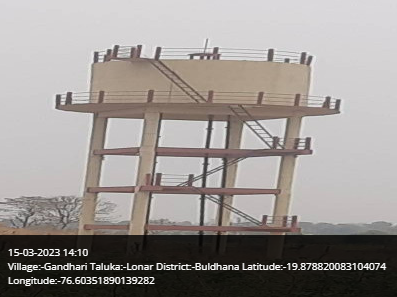 15-03-2023 14:10
Village:-Gandhari Taluka:-Lonar District:-Buldhana Latitude:-19.878820083104074
Longitude:-76.60351890139282